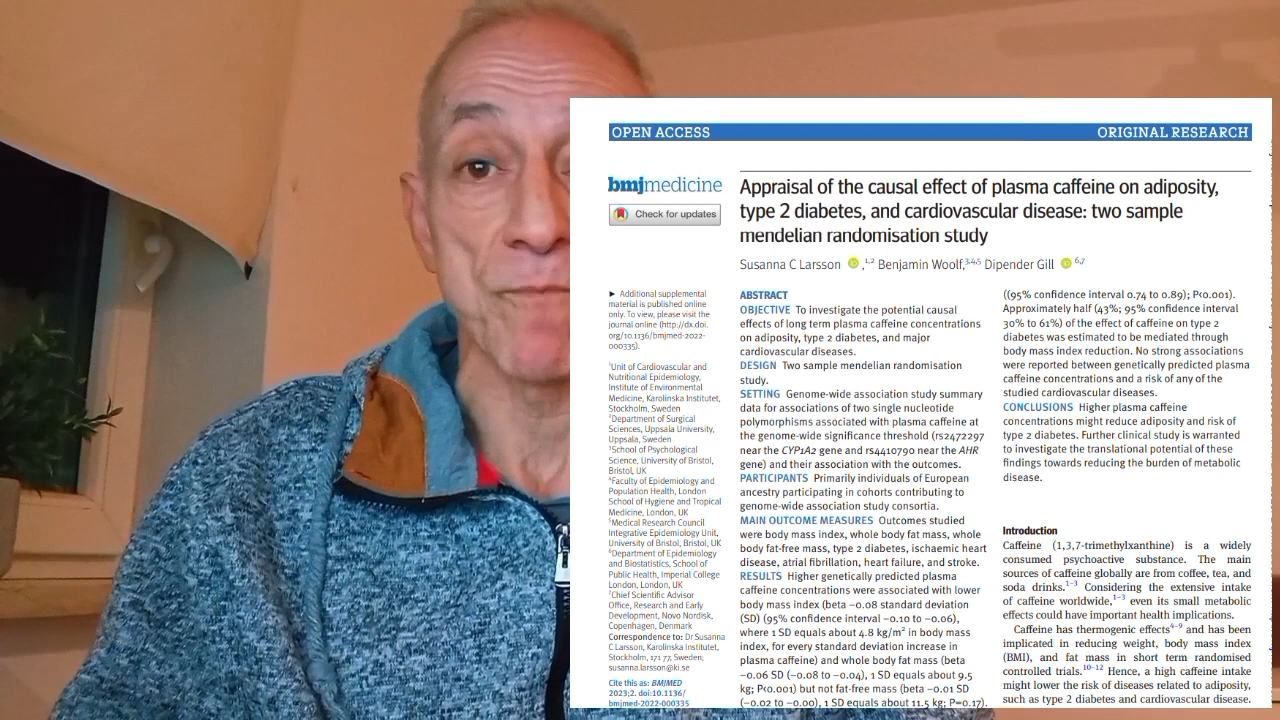 OPEN ACCESS
ORIGINAL RESEARCH
bmjmedicine
Check for updates
Appraisal of the causal effect of plasma caffeine on adiposity,
type 2 diabetes, and cardiovascular disease: two sample
mendelian randomisation study
Susanna C Larsson ,1,2 Benjamin Woolf,3,4,5 Dipender Gill 6,7
► Additional supplemental
material is published online
only. To view, please visit the
journal online (http://dx.doi.
org/10.1136/bmjmed-2022-
000335).
1Unit of Cardiovascular and
Nutritional Epidemiology,
Institute of Environmental
Medicine, Karolinska Institutet,
Stockholm, Sweden
2Department of Surgical
Sciences, Uppsala University,
Uppsala, Sweden
3School of Psychological
Science, University of Bristol,
Bristol, UK
4Faculty of Epidemiology and
Population Health, London
School of Hygiene and Tropical
Medicine, London, UK
5Medical Research Council
Integrative Epidemiology Unit,
University of Bristol, Bristol, UK
6Department of Epidemiology
and Biostatistics, School of
Public Health, Imperial College
London, London, UK
7Chief Scientific Advisor
Office, Research and Early
Development, Novo Nordisk,
Copenhagen, Denmark
Correspondence to: Dr Susanna
C Larsson, Karolinska Institutet,
Stockholm, 171 77, Sweden;
susanna.larsson@ki.se
Cite this as: BMJMED
2023;2. doi:10.1136/
bmjmed-2022-000335
ABSTRACT
OBJECTIVE To investigate the potential causal
effects of long term plasma caffeine concentrations
on adiposity, type 2 diabetes, and major
cardiovascular diseases.
DESIGN Two sample mendelian randomisation
study.
SETTING Genome-wide association study summary
data for associations of two single nucleotide
polymorphisms associated with plasma caffeine at
the genome-wide significance threshold (rs2472297
near the CYP1A2 gene and rs4410790 near the AHR
gene) and their association with the outcomes.
PARTICIPANTS Primarily individuals of European
ancestry participating in cohorts contributing to
genome-wide association study consortia.
MAIN OUTCOME MEASURES Outcomes studied
were body mass index, whole body fat mass, whole
body fat-free mass, type 2 diabetes, ischaemic heart
disease, atrial fibrillation, heart failure, and stroke.
RESULTS Higher genetically predicted plasma
caffeine concentrations were associated with lower
body mass index (beta −0.08 standard deviation
(SD) (95% confidence interval −0.10 to −0.06),
where 1 SD equals about 4.8 kg/m2 in body mass
index, for every standard deviation increase in
plasma caffeine) and whole body fat mass (beta
−0.06 SD (−0.08 to −0.04), 1 SD equals about 9.5
kg; P<0.001) but not fat-free mass (beta −0.01 SD
(−0.02 to −0.00), 1 SD equals about 11.5 kg; P=0.17).
((95% confidence interval 0.74 to 0.89); P<0.001).
Approximately half (43%; 95% confidence interval
30% to 61%) of the effect of caffeine on type 2
diabetes was estimated to be mediated through
body mass index reduction. No strong associations
were reported between genetically predicted plasma
caffeine concentrations and a risk of any of the
studied cardiovascular diseases.
CONCLUSIONS Higher plasma caffeine
concentrations might reduce adiposity and risk of
type 2 diabetes. Further clinical study is warranted
to investigate the translational potential of these
findings towards reducing the burden of metabolic
disease.
Introduction
Caffeine (1,3,7-trimethylxanthine) is a widely
consumed psychoactive substance. The main
sources of caffeine globally are from coffee, tea, and
soda drinks.1–3 Considering the extensive intake
of caffeine worldwide,1–3 even its small metabolic
effects could have important health implications.
Caffeine has thermogenic effects4–9 and has been
implicated in reducing weight, body mass index
(BMI), and fat mass in short term randomised
controlled trials.10–12 Hence, a high caffeine intake
might lower the risk of diseases related to adiposity,
such as type 2 diabetes and cardiovascular disease.